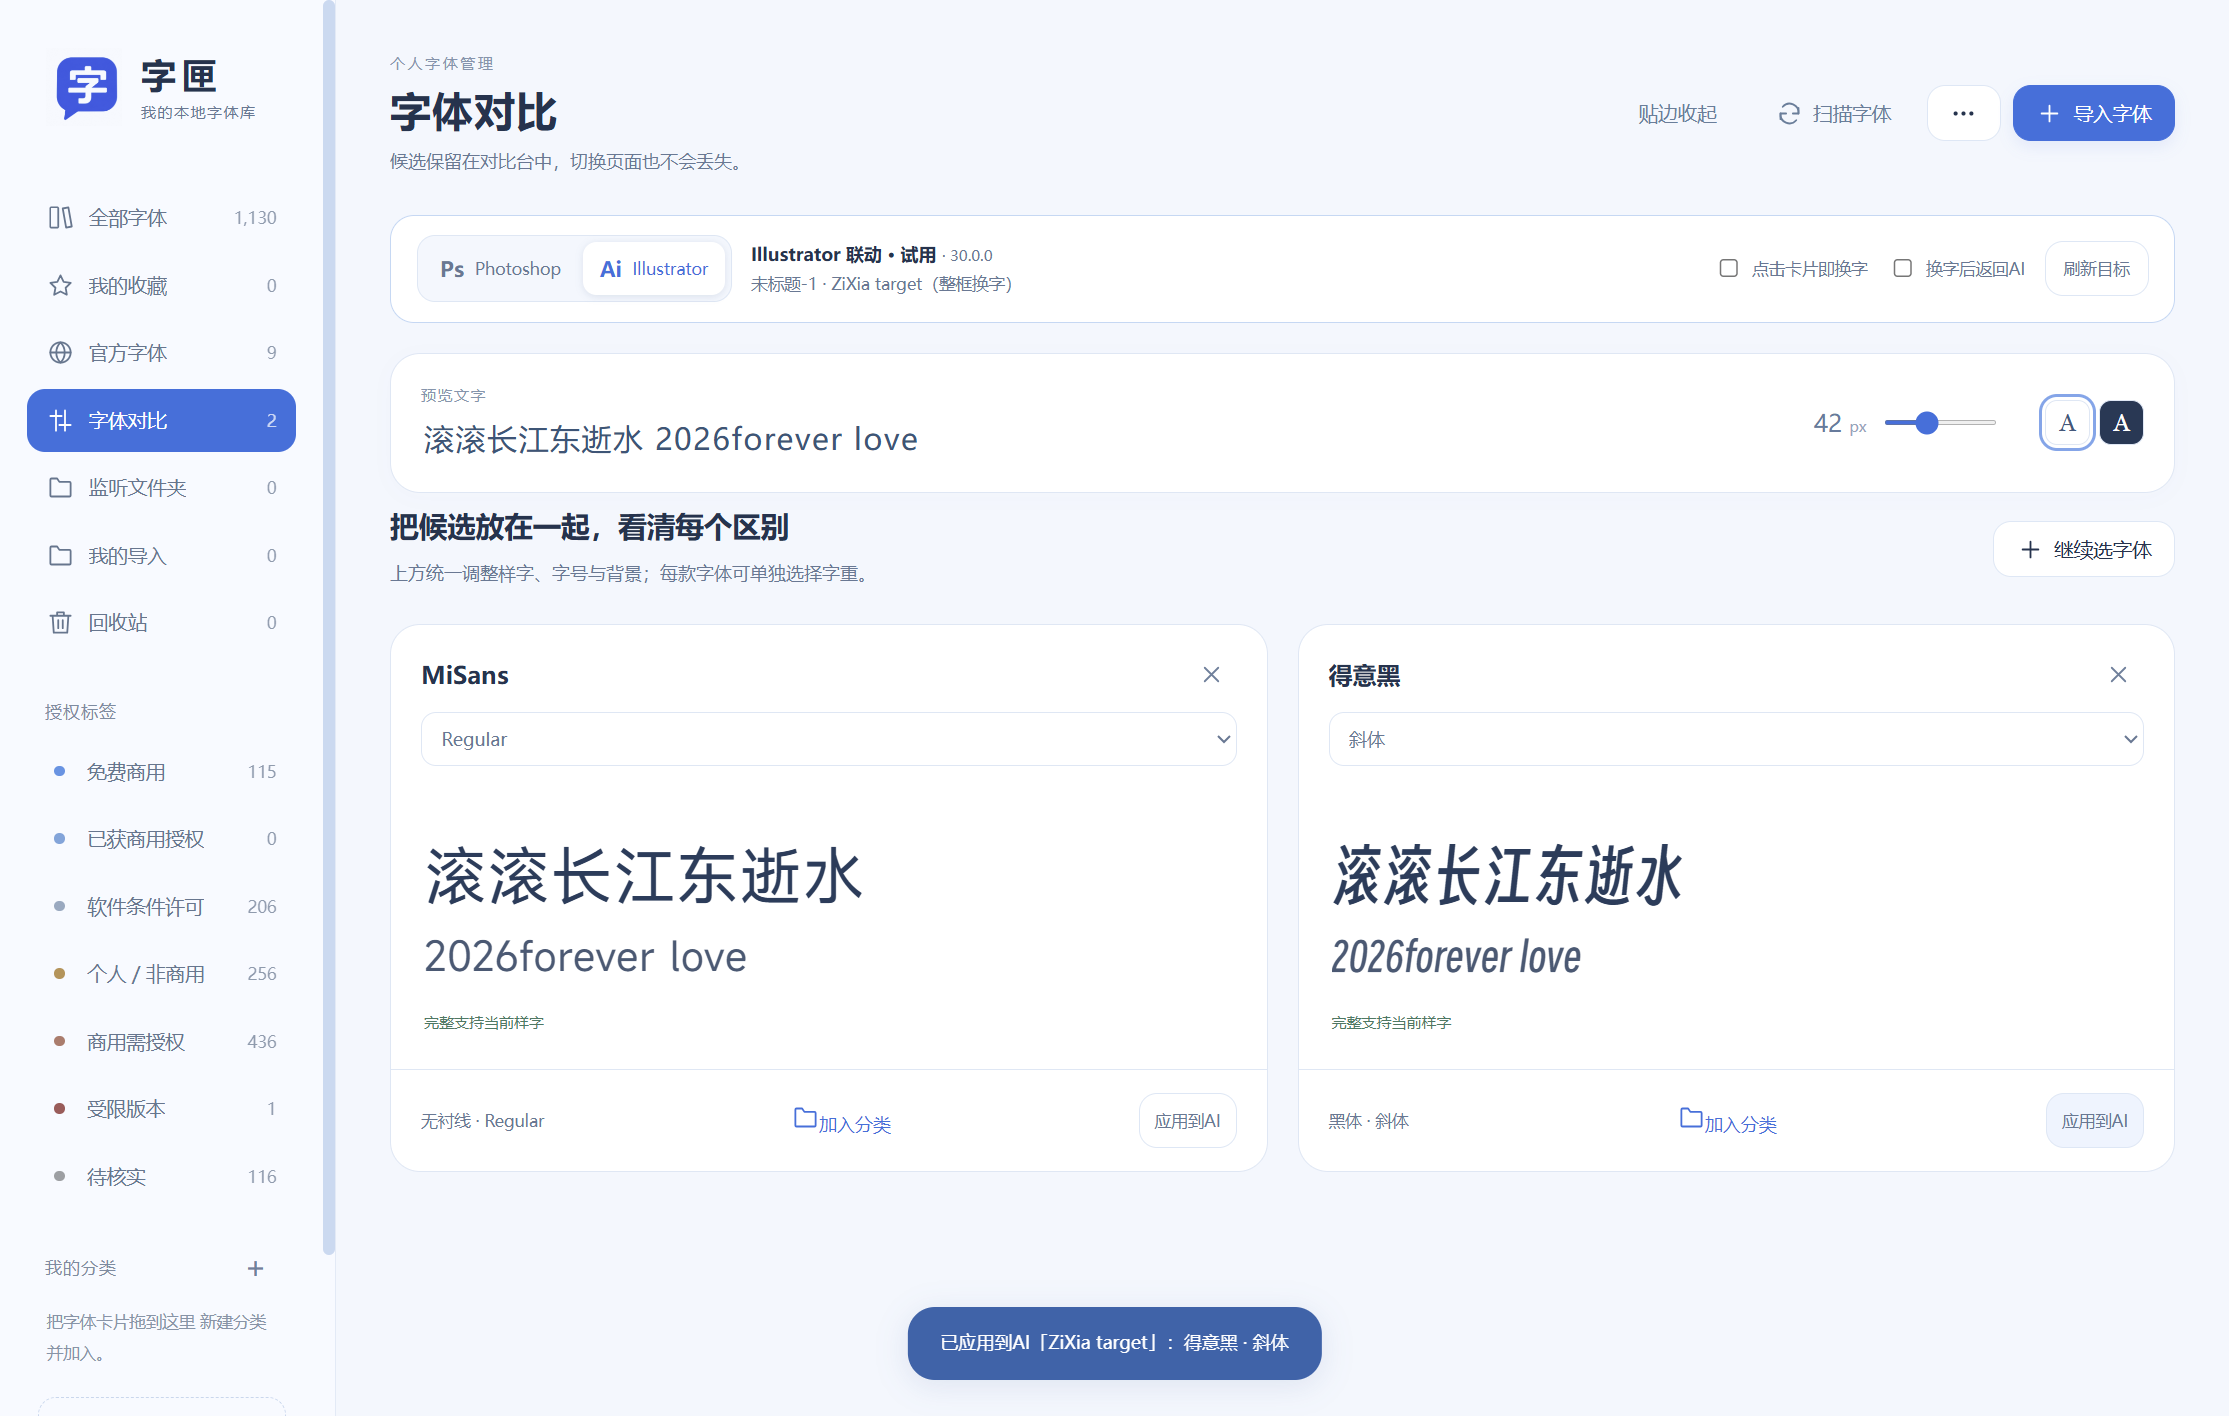 字
字匣
我的本地字体库
全部字体 1,130
我的收藏 0
官方字体 9
字体对比 2
监听文件夹 0
我的导入 0
回收站 0
授权标签
免费商用 115
已获商用授权 0
软件条件许可 206
个人 / 非商用 256
商用需授权 436
受限版本 1
待核实 116
我的分类 +
把字体卡片拖到这里 新建分类
并加入。
个人字体管理
字体对比
候选保留在对比台中，切换页面也不会丢失。
贴边收起 扫描字体 ··· + 导入字体
Ps Photoshop Ai Illustrator
Illustrator 联动·试用 · 30.0.0
未标题-1 · ZiXia target（整框换字）
点击卡片即换字 换字后返回AI 刷新目标
预览文字
滚滚长江东逝水 2026forever love
42 px A A
把候选放在一起，看清每个区别
上方统一调整样字、字号与背景；每款字体可单独选择字重。
+ 继续选字体
MiSans
Regular
滚滚长江东逝水
2026forever love
完整支持当前样字
无衬线 · Regular 加入分类 应用到AI
得意黑
斜体
滚滚长江东逝水
2026forever love
完整支持当前样字
黑体 · 斜体 加入分类 应用到AI
已应用到AI「ZiXia target」：得意黑 · 斜体